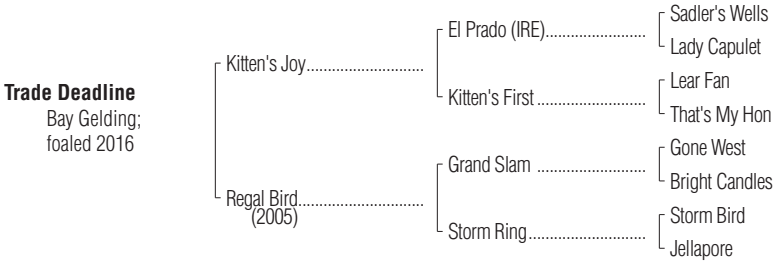 Sadler's Wells
El Prado (IRE)
Lady Capulet
Kitten's Joy
Lear Fan
Kitten's First
That's My Hon
Trade Deadline
Bay Gelding;
foaled 2016
Gone West
Grand Slam
Bright Candles
Regal Bird
(2005)
Storm Bird
Storm Ring
Jellapore